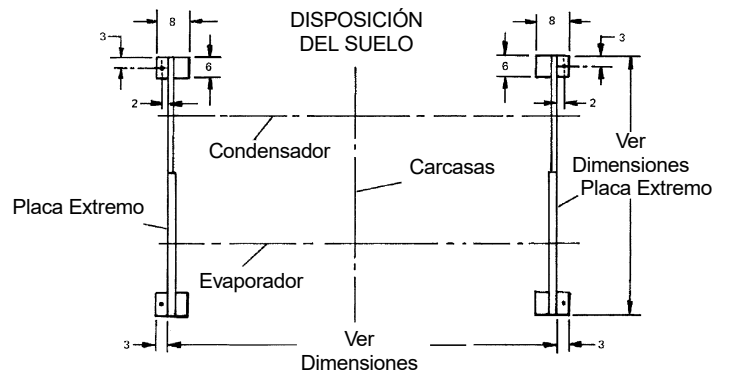 DISPOSICIÓN
DEL SUELO
8
8
3
3
6
6
2
2
Condensador
Ver
Dimensiones
Carcasas
Placa Extremo
Placa Extremo
Evaporador
3
Ver
Dimensiones
3